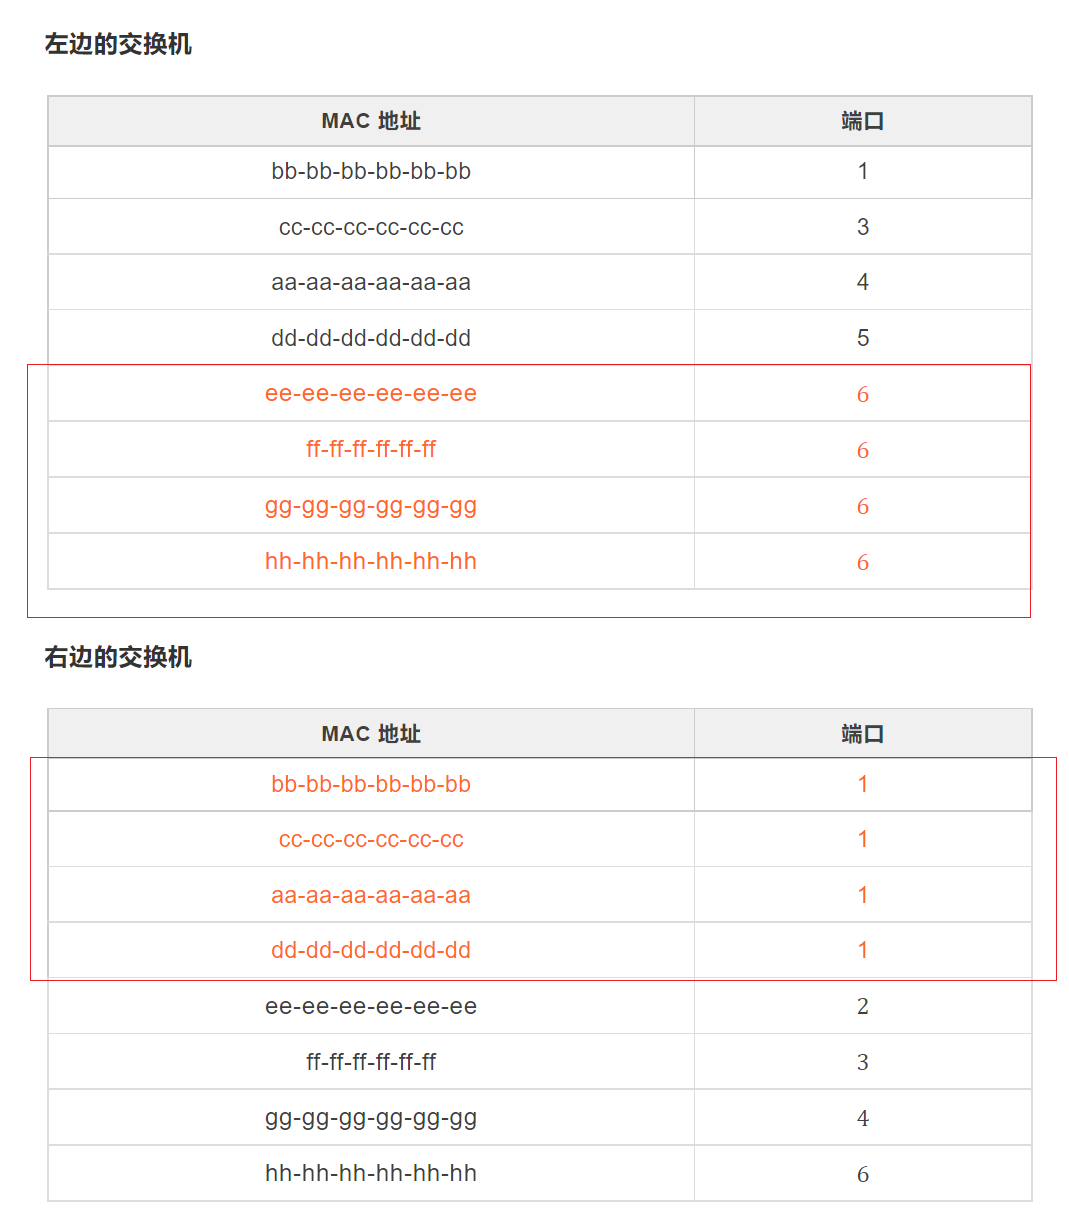 左边的交换机
MAC 地址 端口
bb-bb-bb-bb-bb-bb 1
cc-cc-cc-cc-cc-cc 3
aa-aa-aa-aa-aa-aa 4
dd-dd-dd-dd-dd-dd 5
ee-ee-ee-ee-ee-ee 6
ff-ff-ff-ff-ff-ff 6
gg-gg-gg-gg-gg-gg 6
hh-hh-hh-hh-hh-hh 6
右边的交换机
MAC 地址 端口
bb-bb-bb-bb-bb-bb 1
cc-cc-cc-cc-cc-cc 1
aa-aa-aa-aa-aa-aa 1
dd-dd-dd-dd-dd-dd 1
ee-ee-ee-ee-ee-ee 2
ff-ff-ff-ff-ff-ff 3
gg-gg-gg-gg-gg-gg 4
hh-hh-hh-hh-hh-hh 6